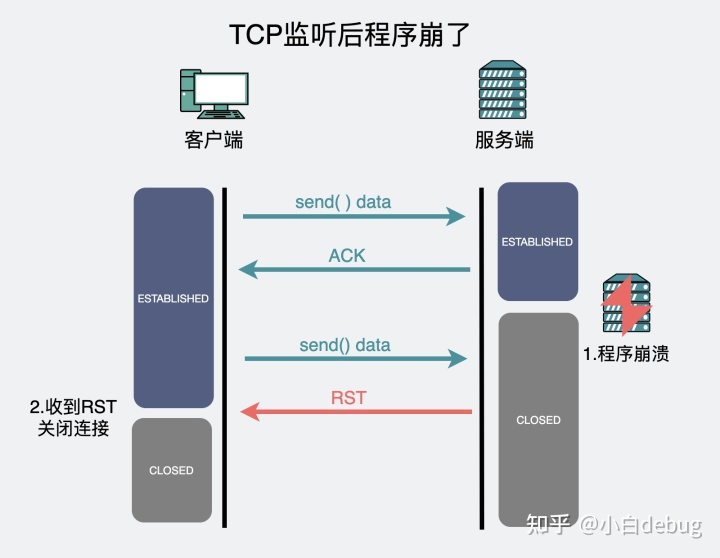 TCP监听后程序崩了
客户端
服务端
send( ) data
ESTABLISHED
ACK
ESTABLISHED
send() data
1.程序崩溃
RST
2.收到RST
关闭连接
CLOSED
CLOSED
知乎 @小白debug